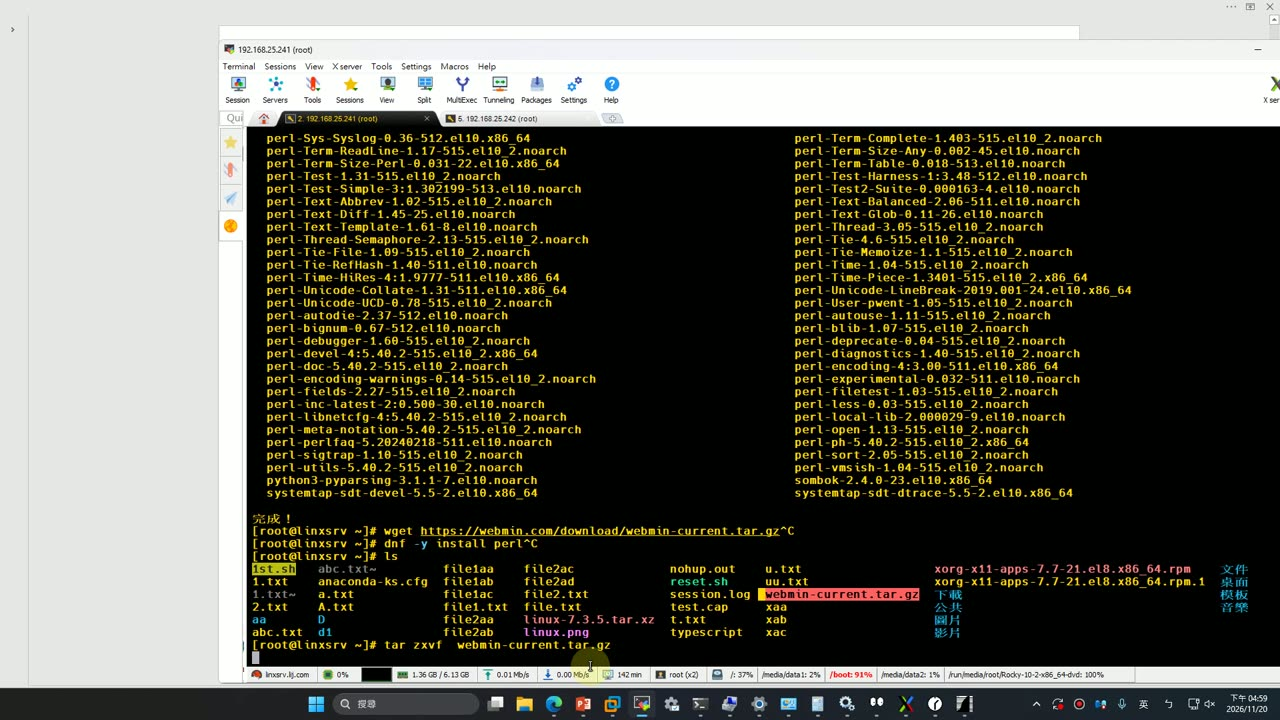 192.168.25.241 (root)
Terminal Sessions View X server Tools Settings Macros Help
Session Servers Tools Sessions View Split MultiExec Tunneling Packages Settings Help X ser
Qui 2. 192.168.25.241 (root) 5. 192.168.25.242 (root)
perl-Sys-Syslog-0.36-512.el10.x86_64 perl-Term-Complete-1.403-515.el10_2.noarch
perl-Term-ReadLine-1.17-515.el10_2.noarch perl-Term-Size-Any-0.002-45.el10.noarch
perl-Term-Size-Perl-0.031-22.el10.x86_64 perl-Term-Table-0.018-513.el10.noarch
perl-Test-1.31-515.el10_2.noarch perl-Test-Harness-1:3.48-512.el10.noarch
perl-Test-Simple-3:1.302199-513.el10.noarch perl-Test2-Suite-0.000163-4.el10.noarch
perl-Text-Abbrev-1.02-515.el10_2.noarch perl-Text-Balanced-2.06-511.el10.noarch
perl-Text-Diff-1.45-25.el10.noarch perl-Text-Glob-0.11-26.el10.noarch
perl-Text-Template-1.61-8.el10.noarch perl-Thread-3.05-515.el10_2.noarch
perl-Thread-Semaphore-2.13-515.el10_2.noarch perl-Tie-4.6-515.el10_2.noarch
perl-Tie-File-1.09-515.el10_2.noarch perl-Tie-Memoize-1.1-515.el10_2.noarch
perl-Tie-RefHash-1.40-511.el10.noarch perl-Time-1.04-515.el10_2.noarch
perl-Time-HiRes-4:1.9777-511.el10.x86_64 perl-Time-Piece-1.3401-515.el10_2.x86_64
perl-Unicode-Collate-1.31-511.el10.x86_64 perl-Unicode-LineBreak-2019.001-24.el10.x86_64
perl-Unicode-UCD-0.78-515.el10_2.noarch perl-User-pwent-1.05-515.el10_2.noarch
perl-autodie-2.37-512.el10.noarch perl-autouse-1.11-515.el10_2.noarch
perl-bignum-0.67-512.el10.noarch perl-blib-1.07-515.el10_2.noarch
perl-debugger-1.60-515.el10_2.noarch perl-deprecate-0.04-515.el10_2.noarch
perl-devel-4:5.40.2-515.el10_2.x86_64 perl-diagnostics-1.40-515.el10_2.noarch
perl-doc-5.40.2-515.el10_2.noarch perl-encoding-4:3.00-511.el10.x86_64
perl-encoding-warnings-0.14-515.el10_2.noarch perl-experimental-0.032-511.el10.noarch
perl-fields-2.27-515.el10_2.noarch perl-filetest-1.03-515.el10_2.noarch
perl-inc-latest-2:0.500-30.el10.noarch perl-less-0.03-515.el10_2.noarch
perl-libnetcfg-4:5.40.2-515.el10_2.noarch perl-local-lib-2.000029-9.el10.noarch
perl-meta-notation-5.40.2-515.el10_2.noarch perl-open-1.13-515.el10_2.noarch
perl-perlfaq-5.20240218-511.el10.noarch perl-ph-5.40.2-515.el10_2.x86_64
perl-sigtrap-1.10-515.el10_2.noarch perl-sort-2.05-515.el10_2.noarch
perl-utils-5.40.2-515.el10_2.noarch perl-vmsish-1.04-515.el10_2.noarch
python3-pyparsing-3.1.1-7.el10.noarch sombok-2.4.0-23.el10.x86_64
systemtap-sdt-devel-5.5-2.el10.x86_64 systemtap-sdt-dtrace-5.5-2.el10.x86_64
完成！
[root@linxsrv ~]# wget https://webmin.com/download/webmin-current.tar.gz^C
[root@linxsrv ~]# dnf -y install perl^C
[root@linxsrv ~]# ls
1st.sh abc.txt~ file1aa file2ac nohup.out u.txt xorg-x11-apps-7.7-21.el8.x86_64.rpm 文件
1.txt anaconda-ks.cfg file1ab file2ad reset.sh uu.txt xorg-x11-apps-7.7-21.el8.x86_64.rpm.1 桌面
1.txt~ a.txt file1ac file2.txt session.log webmin-current.tar.gz 下載 模板
2.txt A.txt file1.txt file.txt test.cap xaa 公共 音樂
aa D file2aa linux-7.3.5.tar.xz t.txt xab 圖片
abc.txt d1 file2ab linux.png typescript xac 影片
[root@linxsrv ~]# tar zxvf webmin-current.tar.gz
linxsrv.lij.com 0% 1.36 GB / 6.13 GB 0.01 Mb/s 0.00 Mb/s 142 min root (x2) /: 37% /media/data1: 2% /boot: 91% /media/data2: 1% /run/media/root/Rocky-10-2-x86_64-dvd: 100%
搜尋 英 下午 04:59
2026/11/20